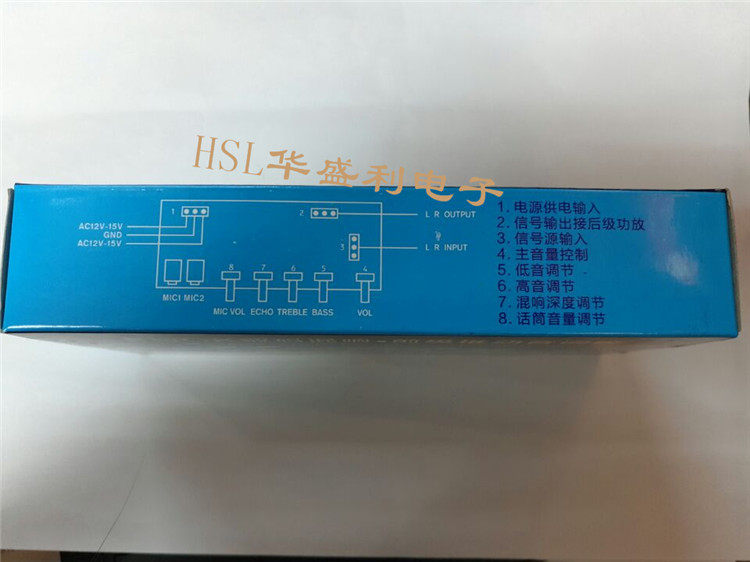 HSL华盛利电子
1
2
L R OUTPUT
AC12V-15V
GND
AC12V-15V
3
L R INPUT
MIC1 MIC2
8
7
6
5
4
MIC VOL ECHO TREBLE BASS VOL
1. 电源供电输入
2. 信号输出接后级功放
3. 信号源输入
4. 主音量控制
5. 低音调节
6. 高音调节
7. 混响深度调节
8. 话筒音量调节